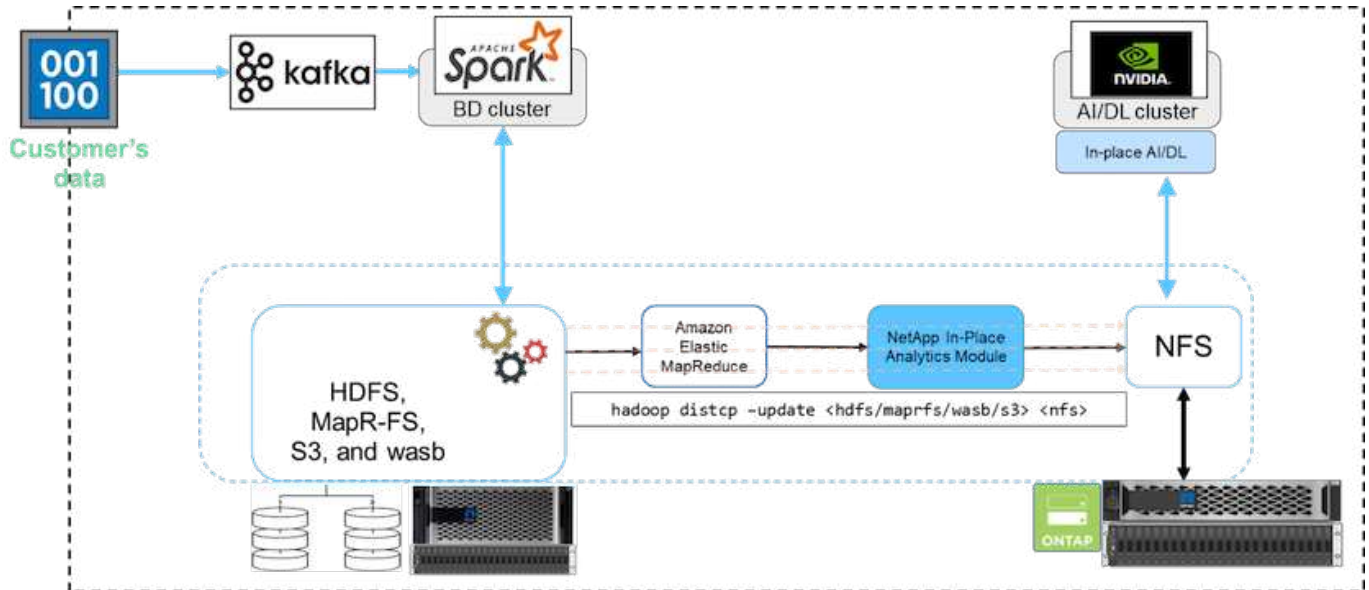 001
100
Customer's
data
kafka
APACHE
Spark
BD cluster
NVIDIA.
AI/DL cluster
In-place AI/DL
HDFS,
MapR-FS,
S3, and wasb
Amazon
Elastic
MapReduce
NetApp In-Place
Analytics Module
NFS
hadoop distcp –update <hdfs/maprfs/wasb/s3> <nfs>
ONTAP